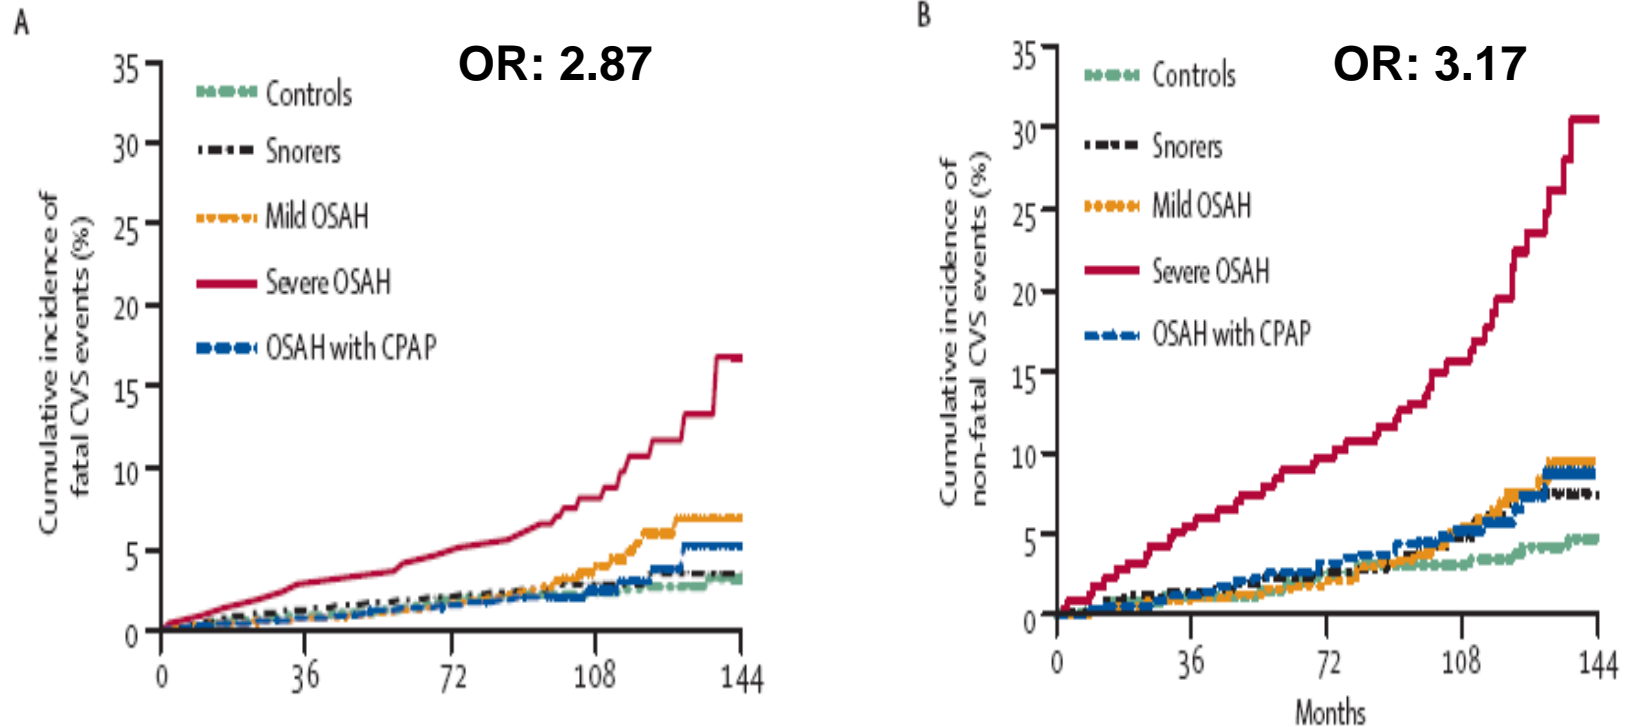 A
OR: 2.87
35
30
25
20
15
10
5
0
Cumulative incidence of
fatal CVS events (%)
Controls
Snorers
Mild OSAH
Severe OSAH
OSAH with CPAP
0 36 72 108 144
B
OR: 3.17
35
30
25
20
15
10
5
0
Cumulative incidence of
non-fatal CVS events (%)
Controls
Snorers
Mild OSAH
Severe OSAH
OSAH with CPAP
0 36 72 108 144
Months